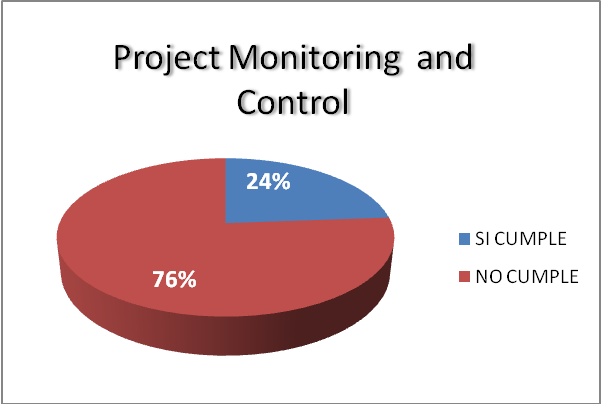 Project Monitoring and
Control
24%
SI CUMPLE
NO CUMPLE
76%